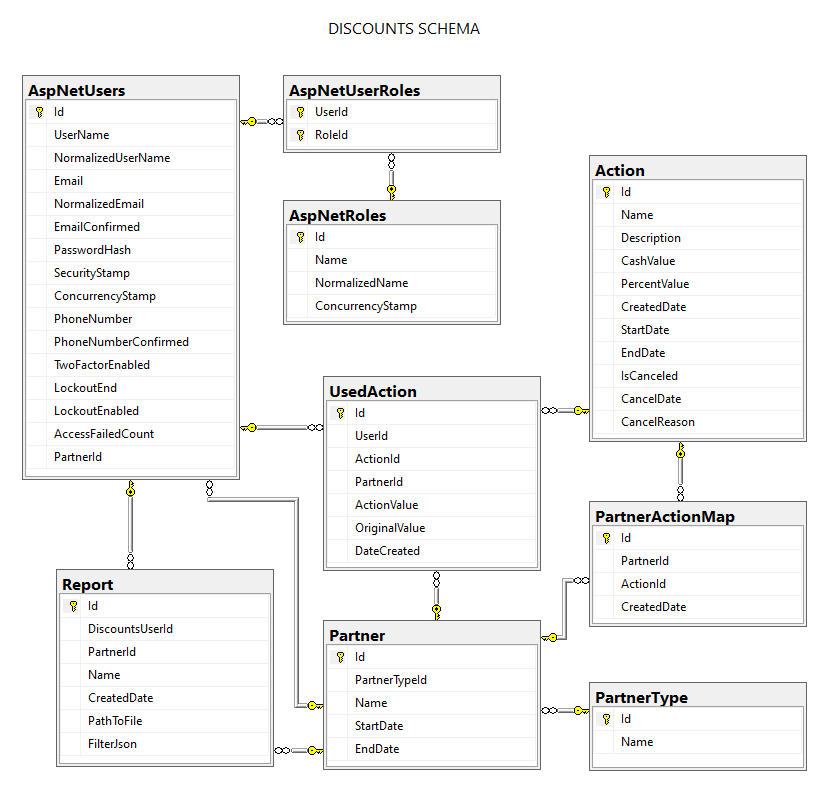 DISCOUNTS SCHEMA
AspNetUsers
Id
UserName
NormalizedUserName
Email
NormalizedEmail
EmailConfirmed
PasswordHash
SecurityStamp
ConcurrencyStamp
PhoneNumber
PhoneNumberConfirmed
TwoFactorEnabled
LockoutEnd
LockoutEnabled
AccessFailedCount
PartnerId
AspNetUserRoles
UserId
RoleId
AspNetRoles
Id
Name
NormalizedName
ConcurrencyStamp
Action
Id
Name
Description
CashValue
PercentValue
CreatedDate
StartDate
EndDate
IsCanceled
CancelDate
CancelReason
UsedAction
Id
UserId
ActionId
PartnerId
ActionValue
OriginalValue
DateCreated
PartnerActionMap
Id
PartnerId
ActionId
CreatedDate
Report
Id
DiscountsUserId
PartnerId
Name
CreatedDate
PathToFile
FilterJson
Partner
Id
PartnerTypeId
Name
StartDate
EndDate
PartnerType
Id
Name